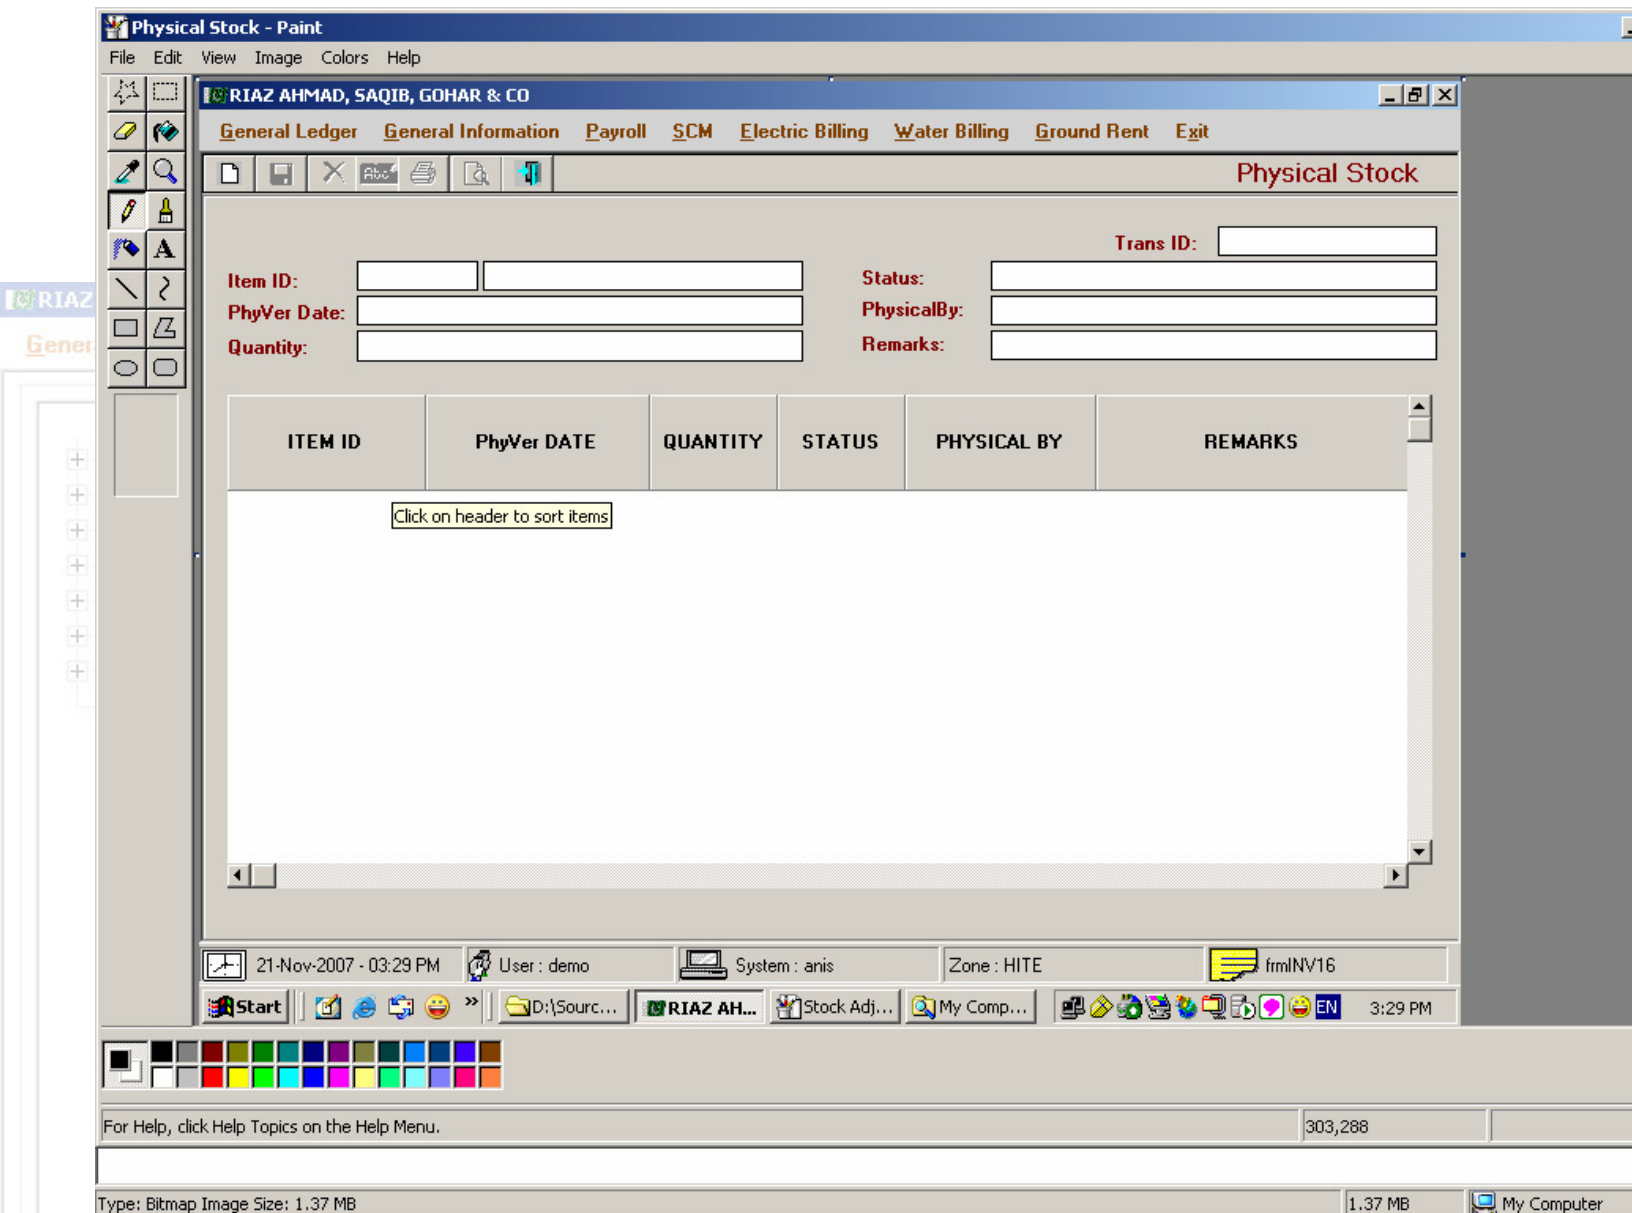 Physical Stock - Paint
File Edit View Image Colors Help
RIAZ AHMAD, SAQIB, GOHAR & CO
General Ledger General Information Payroll SCM Electric Billing Water Billing Ground Rent Exit
Physical Stock
Trans ID:
Item ID:
Status:
RIAZ
PhyVer Date:
PhysicalBy:
Gener
Quantity:
Remarks:
ITEM ID PhyVer DATE QUANTITY STATUS PHYSICAL BY REMARKS
Click on header to sort items
21-Nov-2007 - 03:29 PM User : demo System : anis Zone : HITE frmINV16
Start » D:\Sourc... RIAZ AH... Stock Adj... My Comp... EN 3:29 PM
For Help, click Help Topics on the Help Menu. 303,288
Type: Bitmap Image Size: 1.37 MB 1.37 MB My Computer